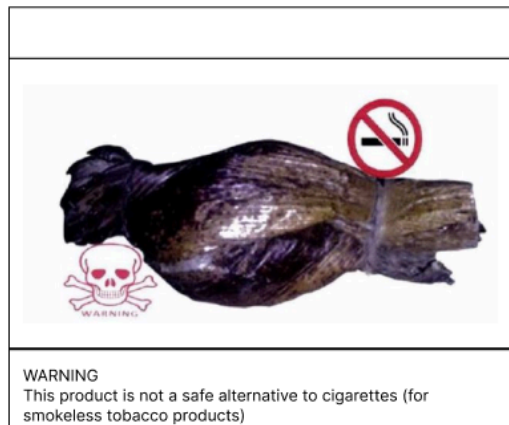 WARNING
WARNING
This product is not a safe alternative to cigarettes (for
smokeless tobacco products)